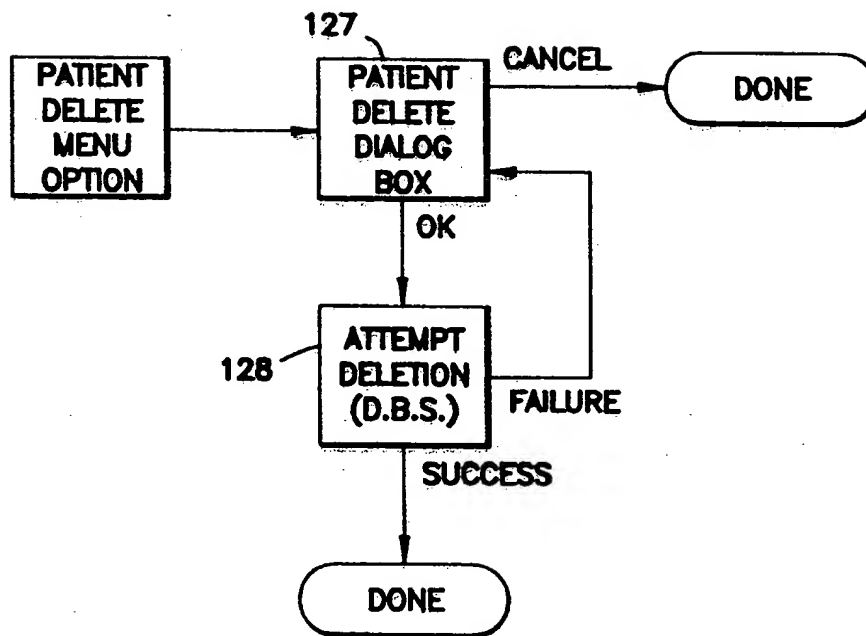 127
PATIENT
DELETE
MENU
OPTION
PATIENT
DELETE
DIALOG
BOX
CANCEL
DONE
OK
128
ATTEMPT
DELETION
(D.B.S.)
FAILURE
SUCCESS
DONE